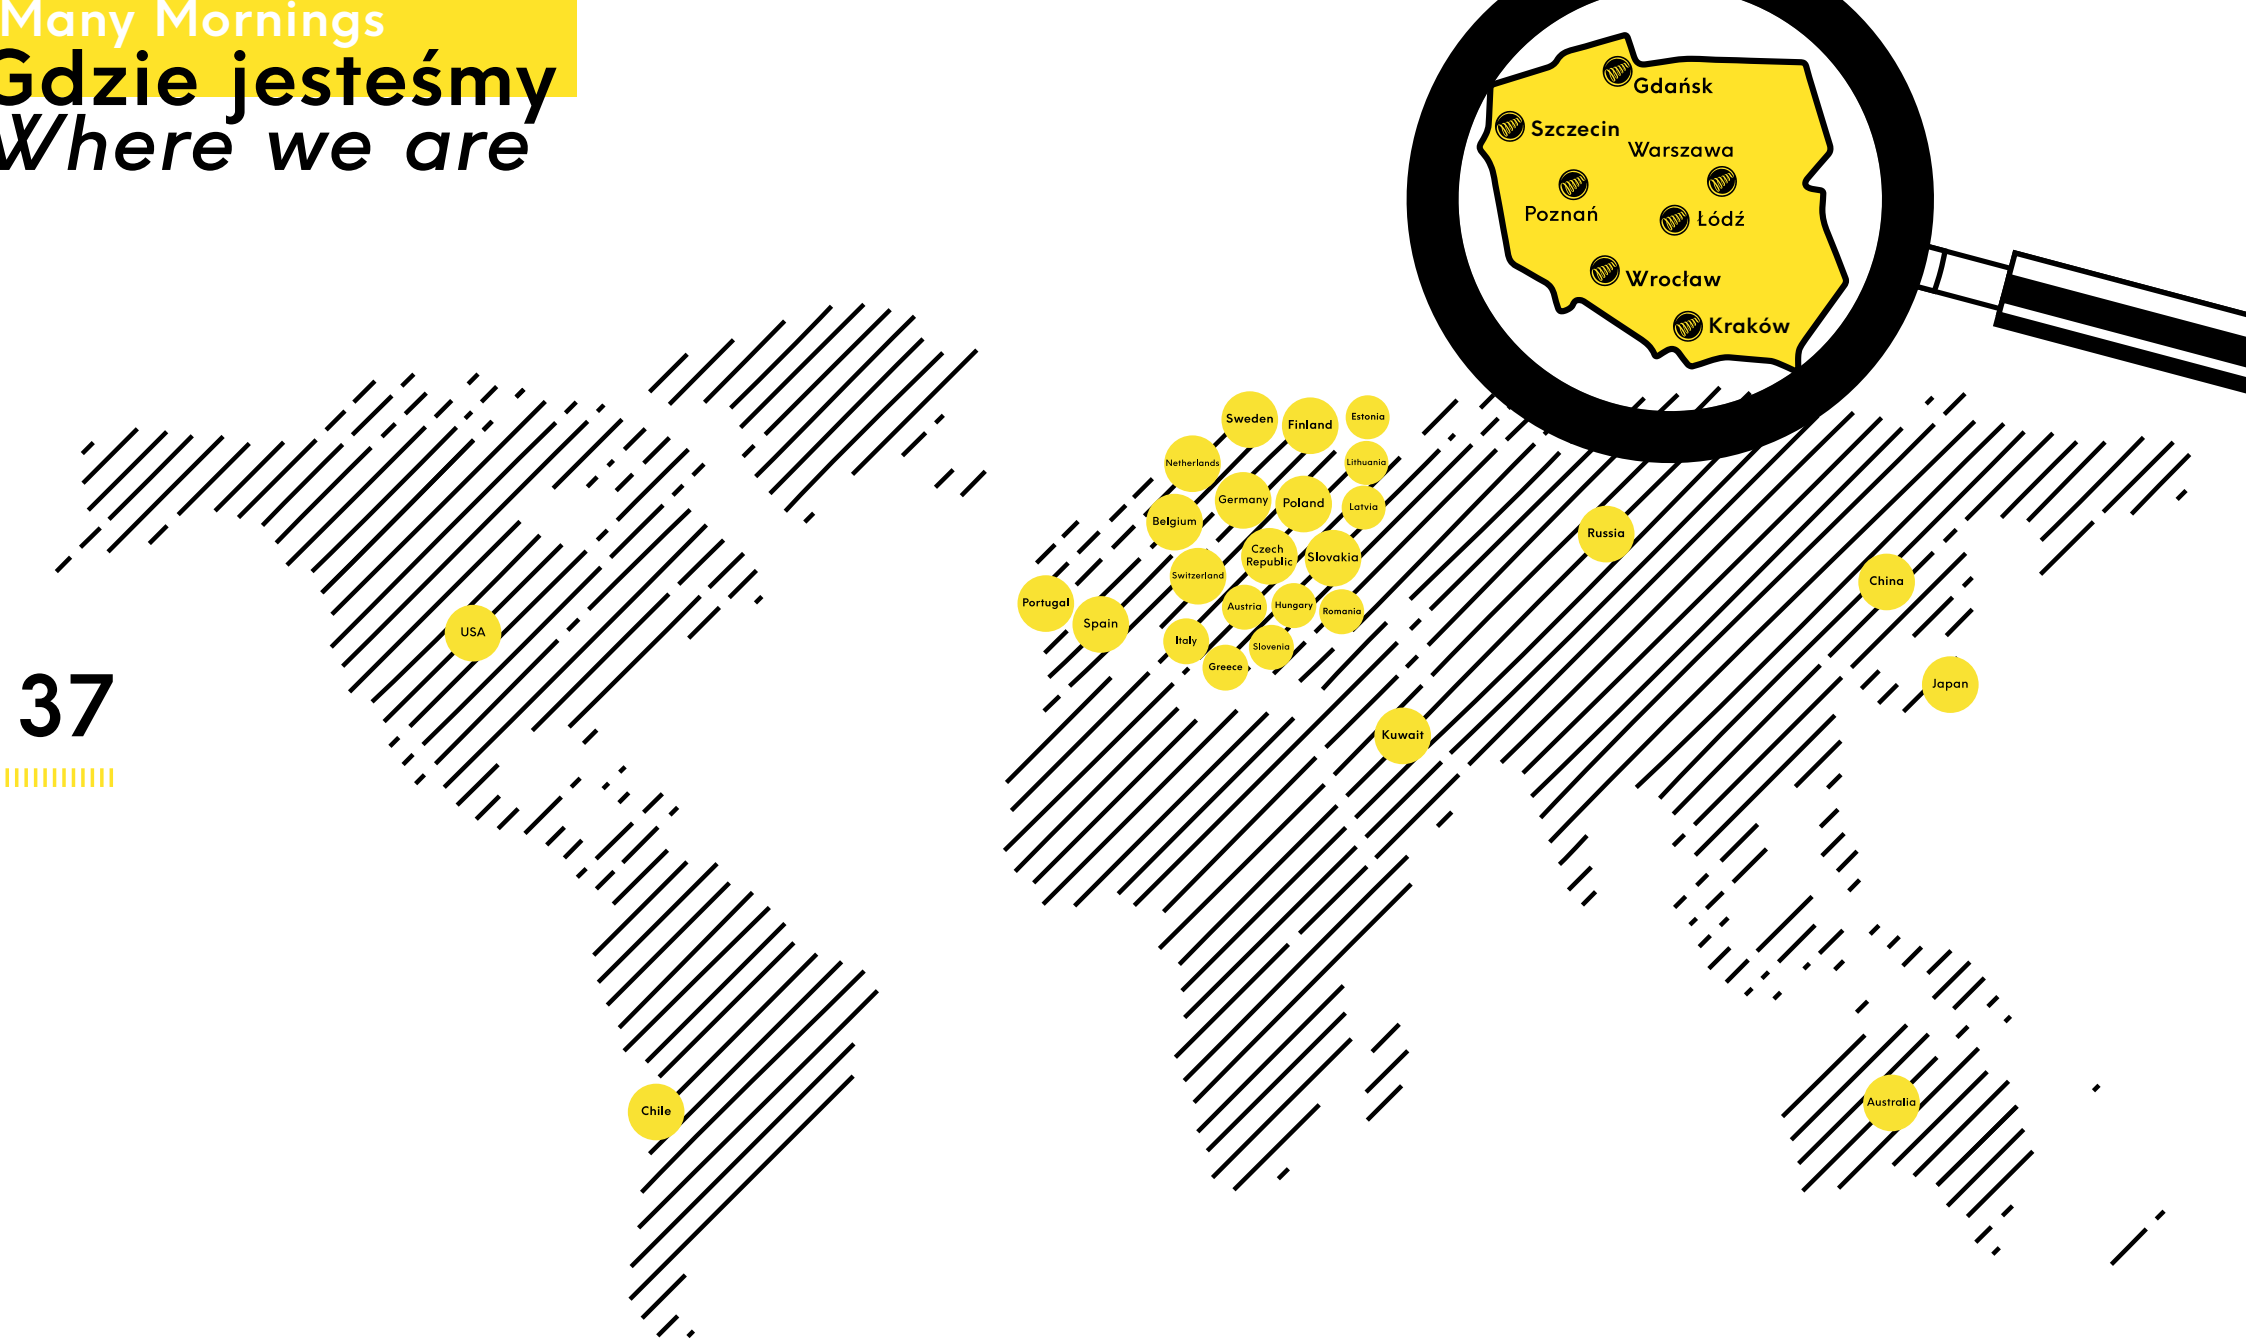 Many Mornings
Gdzie jesteśmy
Where we are
Gdańsk
Szczecin
Warszawa
Poznań
Łódź
Wrocław
Kraków
Sweden
Finland
Estonia
Netherlands
Lithuania
Germany
Poland
Latvia
Belgium
Russia
Czech
Republic
Slovakia
Switzerland
China
Portugal
Spain
Austria
Hungary
Romania
USA
Italy
Slovenia
Greece
Japan
37
Kuwait
Chile
Australia